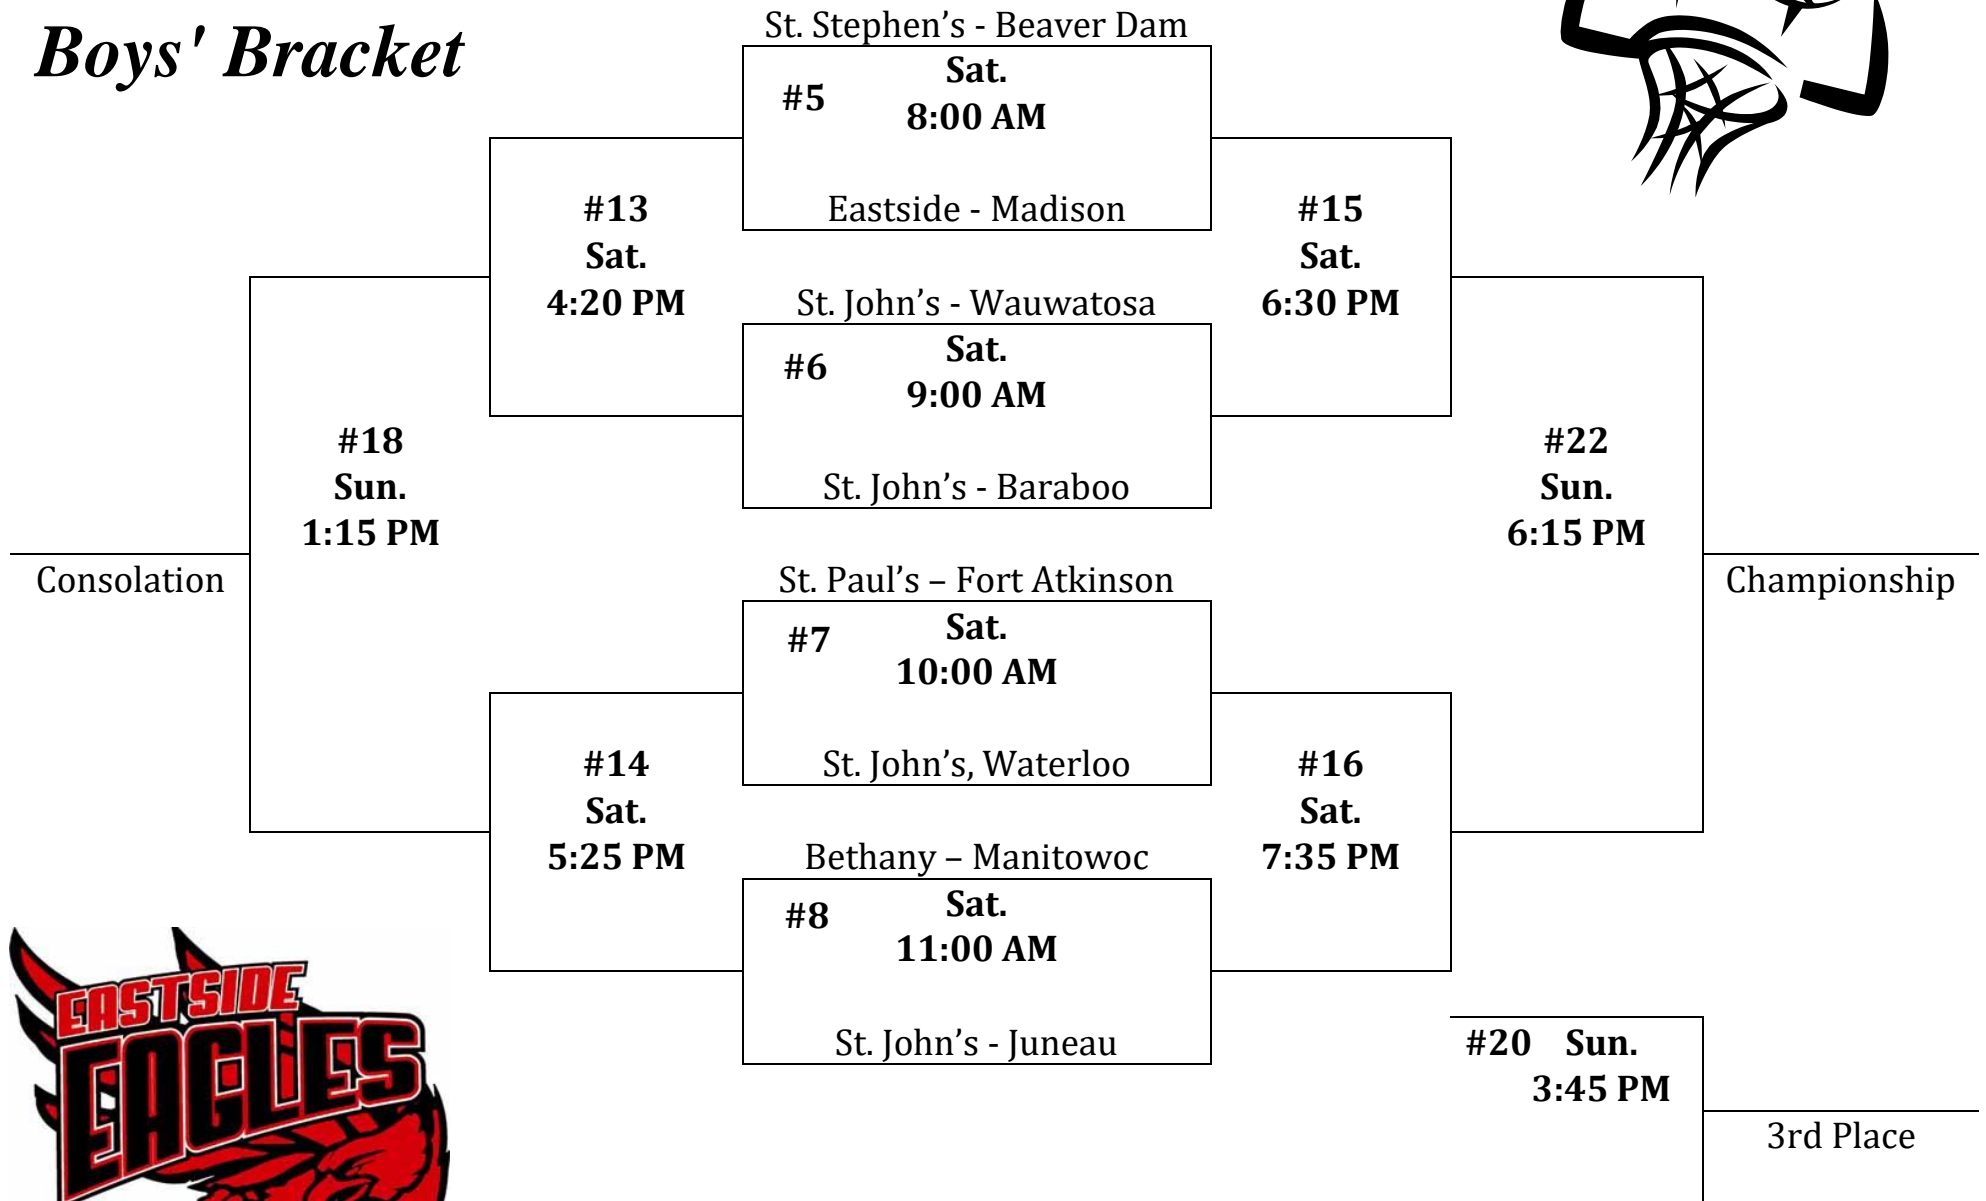 Boys' Bracket
St. Stephen’s - Beaver Dam
#5
Sat.
8:00 AM
Eastside - Madison
#13
Sat.
4:20 PM
#15
Sat.
6:30 PM
St. John’s - Wauwatosa
#6
Sat.
9:00 AM
St. John’s - Baraboo
#18
Sun.
1:15 PM
Consolation
#22
Sun.
6:15 PM
Championship
St. Paul’s – Fort Atkinson
#7
Sat.
10:00 AM
St. John’s, Waterloo
#14
Sat.
5:25 PM
#16
Sat.
7:35 PM
Bethany – Manitowoc
#8
Sat.
11:00 AM
St. John’s - Juneau
#20 Sun.
3:45 PM
3rd Place
EASTSIDE
EAGLES